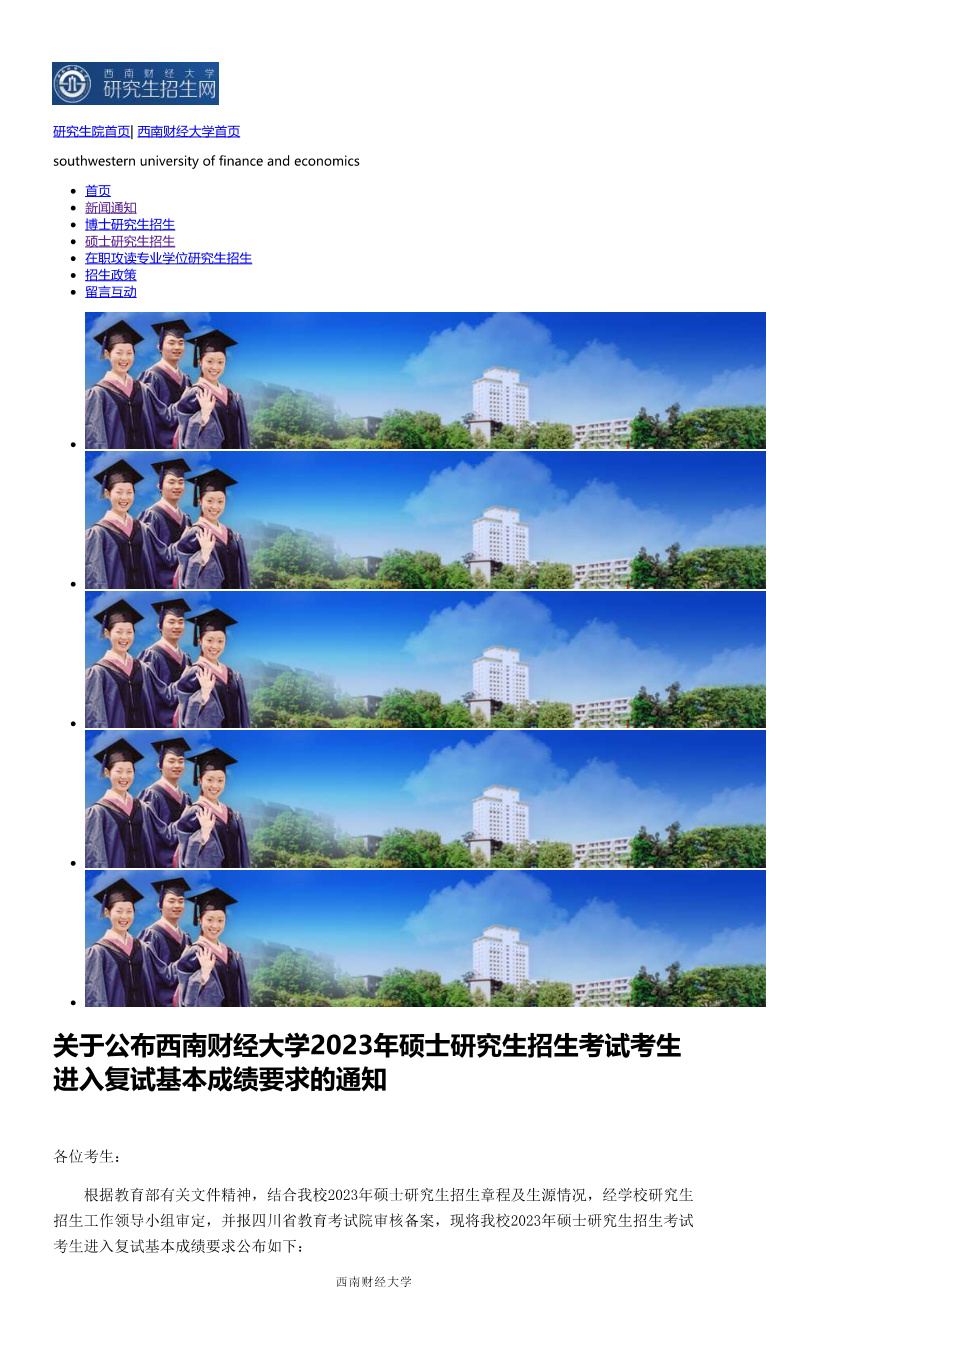 西南财经大学
研究生招生网
研究生院首页| 西南财经大学首页
southwestern university of finance and economics
首页
新闻通知
博士研究生招生
硕士研究生招生
在职攻读专业学位研究生招生
招生政策
留言互动
关于公布西南财经大学2023年硕士研究生招生考试考生
进入复试基本成绩要求的通知
各位考生：
根据教育部有关文件精神，结合我校2023年硕士研究生招生章程及生源情况，经学校研究生
招生工作领导小组审定，并报四川省教育考试院审核备案，现将我校2023年硕士研究生招生考试
考生进入复试基本成绩要求公布如下：
西南财经大学